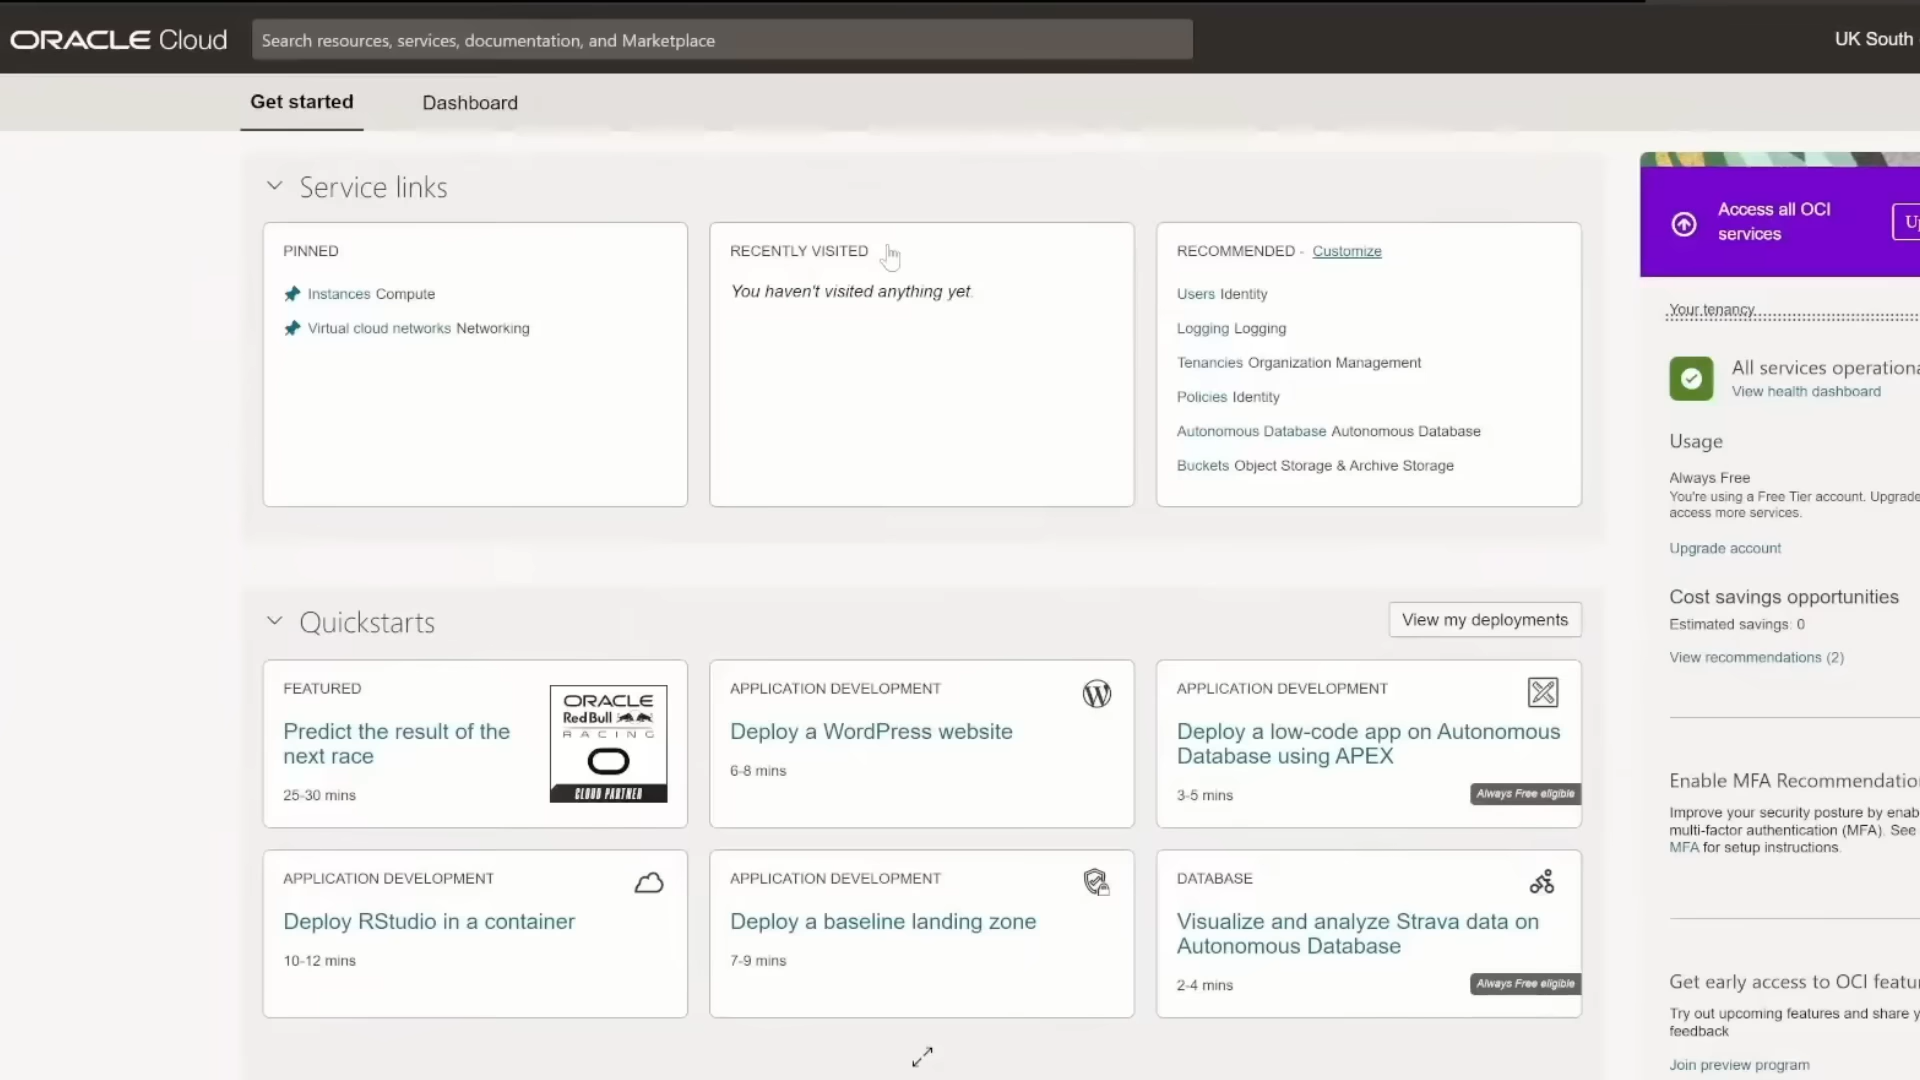 ORACLE Cloud
Search resources, services, documentation, and Marketplace
UK South
Get started
Dashboard
Service links
PINNED
Instances Compute
Virtual cloud networks Networking
RECENTLY VISITED
You haven't visited anything yet.
RECOMMENDED - Customize
Users Identity
Logging Logging
Tenancies Organization Management
Policies Identity
Autonomous Database Autonomous Database
Buckets Object Storage & Archive Storage
Quickstarts
View my deployments
FEATURED
Predict the result of the
next race
25-30 mins
ORACLE
Red Bull
RACING
CLOUD PARTNER
APPLICATION DEVELOPMENT
Deploy a WordPress website
6-8 mins
APPLICATION DEVELOPMENT
Deploy a low-code app on Autonomous
Database using APEX
3-5 mins
Always Free eligible
APPLICATION DEVELOPMENT
Deploy RStudio in a container
10-12 mins
APPLICATION DEVELOPMENT
Deploy a baseline landing zone
7-9 mins
DATABASE
Visualize and analyze Strava data on
Autonomous Database
2-4 mins
Always Free eligible
Access all OCI
services
Your tenancy
All services
View health dashboard
Usage
Always Free
You're using a Free Tier account. Upgrade
access more services.
Upgrade account
Cost savings opportunities
Estimated savings: 0
View recommendations (2)
Enable MFA
Improve your security posture by
multi-factor authentication (MFA). See
MFA for setup instructions.
Get early access to OCI
Try out upcoming features and share
feedback
Join preview program